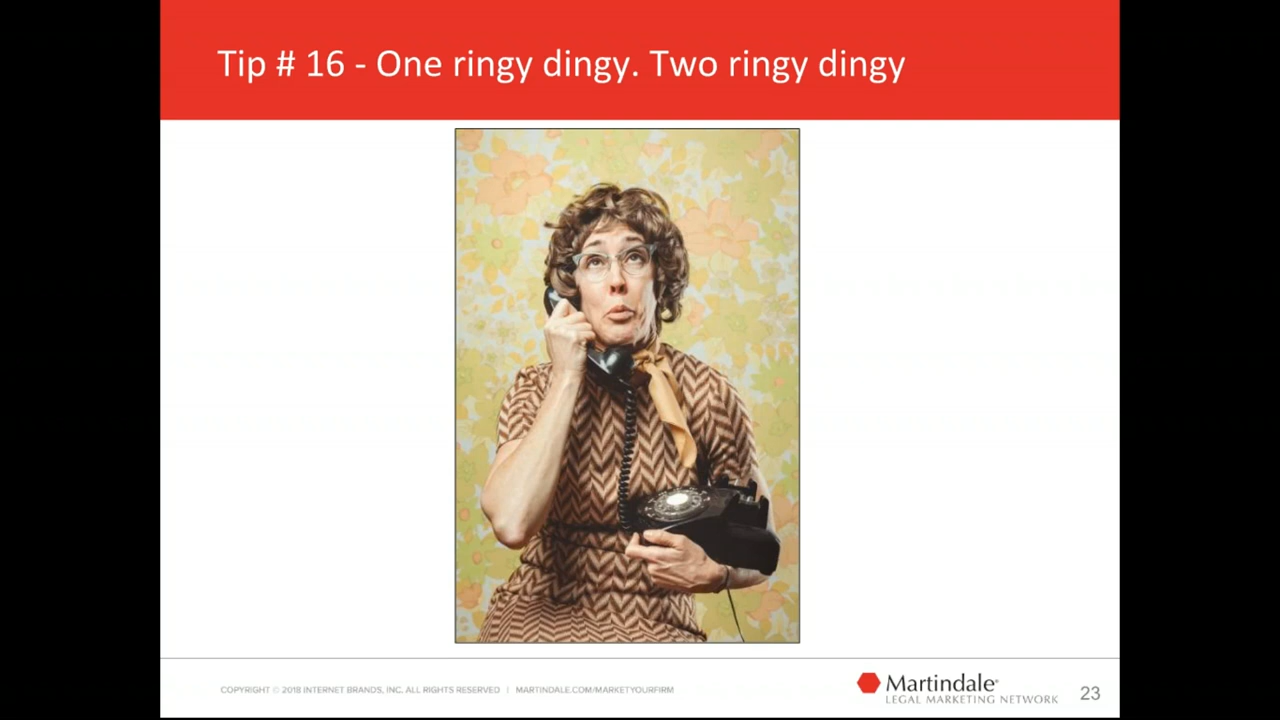 Tip # 16 - One ringy dingy. Two ringy dingy
COPYRIGHT © 2018 INTERNET BRANDS, INC. ALL RIGHTS RESERVED | MARTINDALE.COM/MARKETYOURFIRM
Martindale®
LEGAL MARKETING NETWORK
23